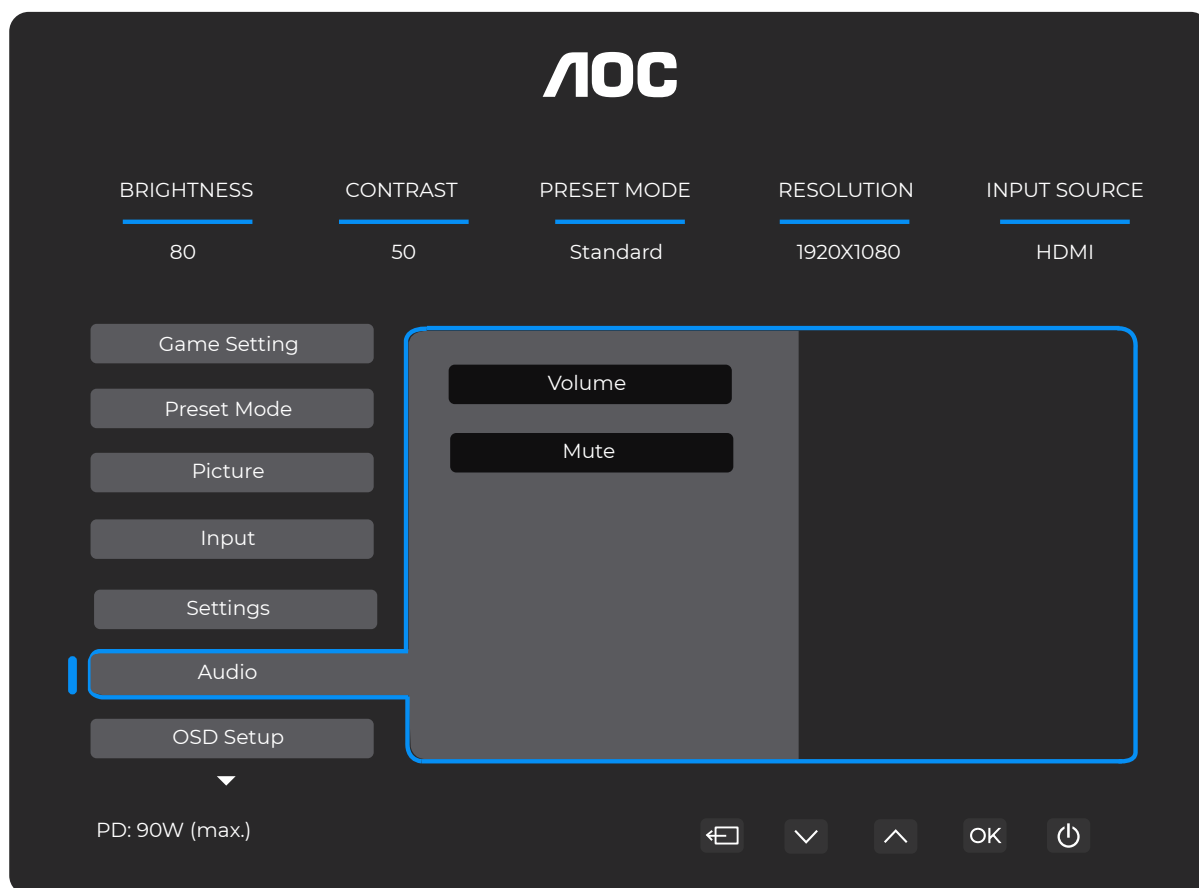 AOC
BRIGHTNESS CONTRAST PRESET MODE RESOLUTION INPUT SOURCE
80 50 Standard 1920X1080 HDMI
Game Setting
Volume
Preset Mode
Mute
Picture
Input
Settings
Audio
OSD Setup
PD: 90W (max.)
OK